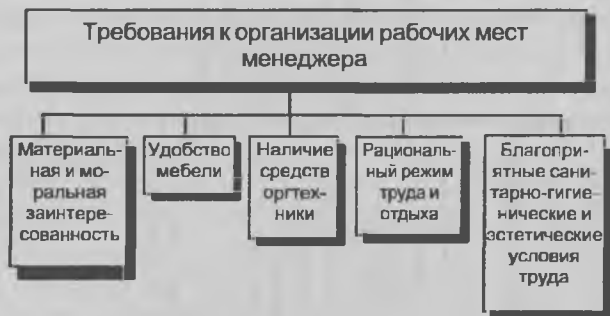 Требования к организации рабочих мест
менеджера
Материаль-
ная и мо-
ральная
заинтере-
сованность
Удобство
мебели
Наличие
средств
оргтех-
ники
Рациональ-
ный режим
труда и
отдыха
Благопри-
ятные сани-
тарно-гигие-
нические и
эстетические
условия
труда